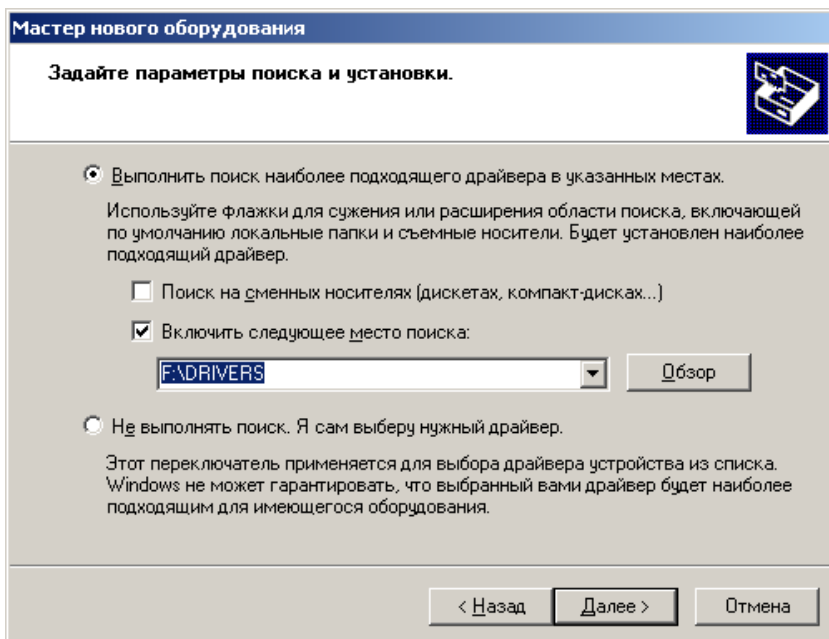 Мастер нового оборудования
Задайте параметры поиска и установки.
Выполнить поиск наиболее подходящего драйвера в указанных местах.
Используйте флажки для сужения или расширения области поиска, включающей
по умолчанию локальные папки и съемные носители. Будет установлен наиболее
подходящий драйвер.
Поиск на сменных носителях (дискетах, компакт-дисках...)
Включить следующее место поиска:
F:\DRIVERS
Обзор
Не выполнять поиск. Я сам выберу нужный драйвер.
Этот переключатель применяется для выбора драйвера устройства из списка.
Windows не может гарантировать, что выбранный вами драйвер будет наиболее
подходящим для имеющегося оборудования.
< Назад Далее > Отмена